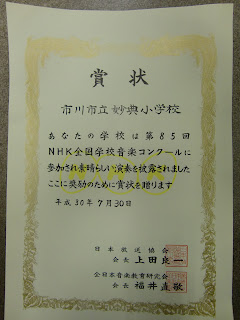 賞状
市川市立妙典小学校
あなたの学校は第85回
NHK全国学校音楽コンクールに
参加され素晴らしい演奏を披露されました
ここに奨励のために賞状を贈ります
平成30年7月30日
日本放送協会
会長 上田良一
全日本音楽教育研究会
会長 福井直敬